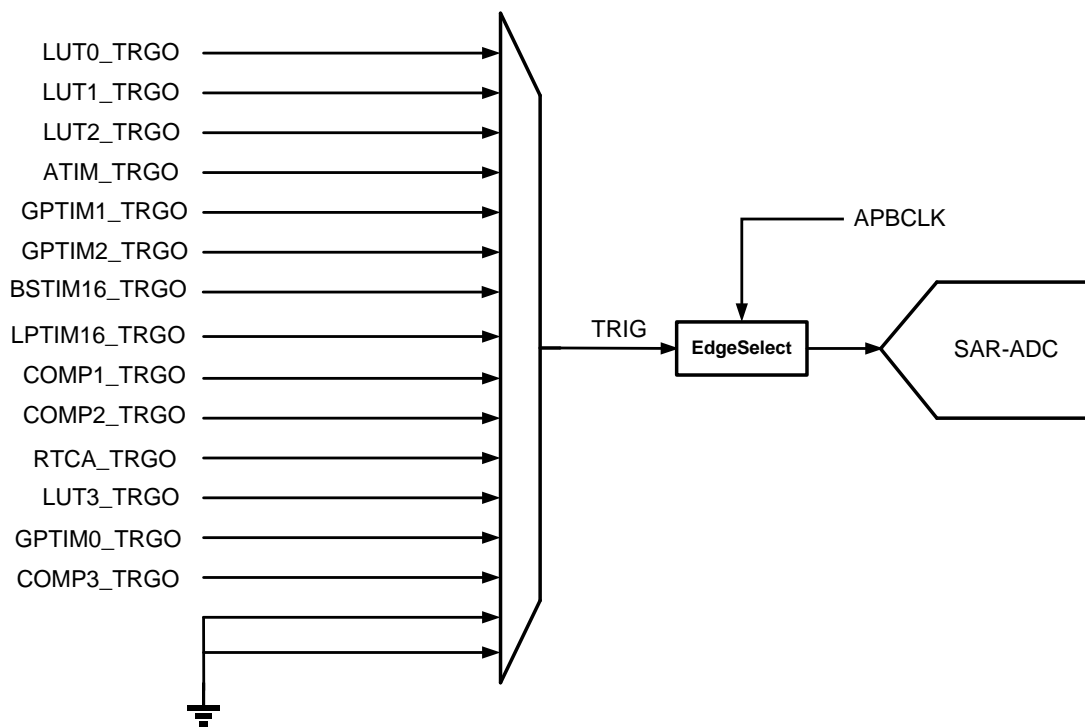 LUT0_TRGO
LUT1_TRGO
LUT2_TRGO
ATIM_TRGO
GPTIM1_TRGO
GPTIM2_TRGO
BSTIM16_TRGO
LPTIM16_TRGO
COMP1_TRGO
COMP2_TRGO
RTCA_TRGO
LUT3_TRGO
GPTIM0_TRGO
COMP3_TRGO
TRIG
APBCLK
EdgeSelect
SAR-ADC